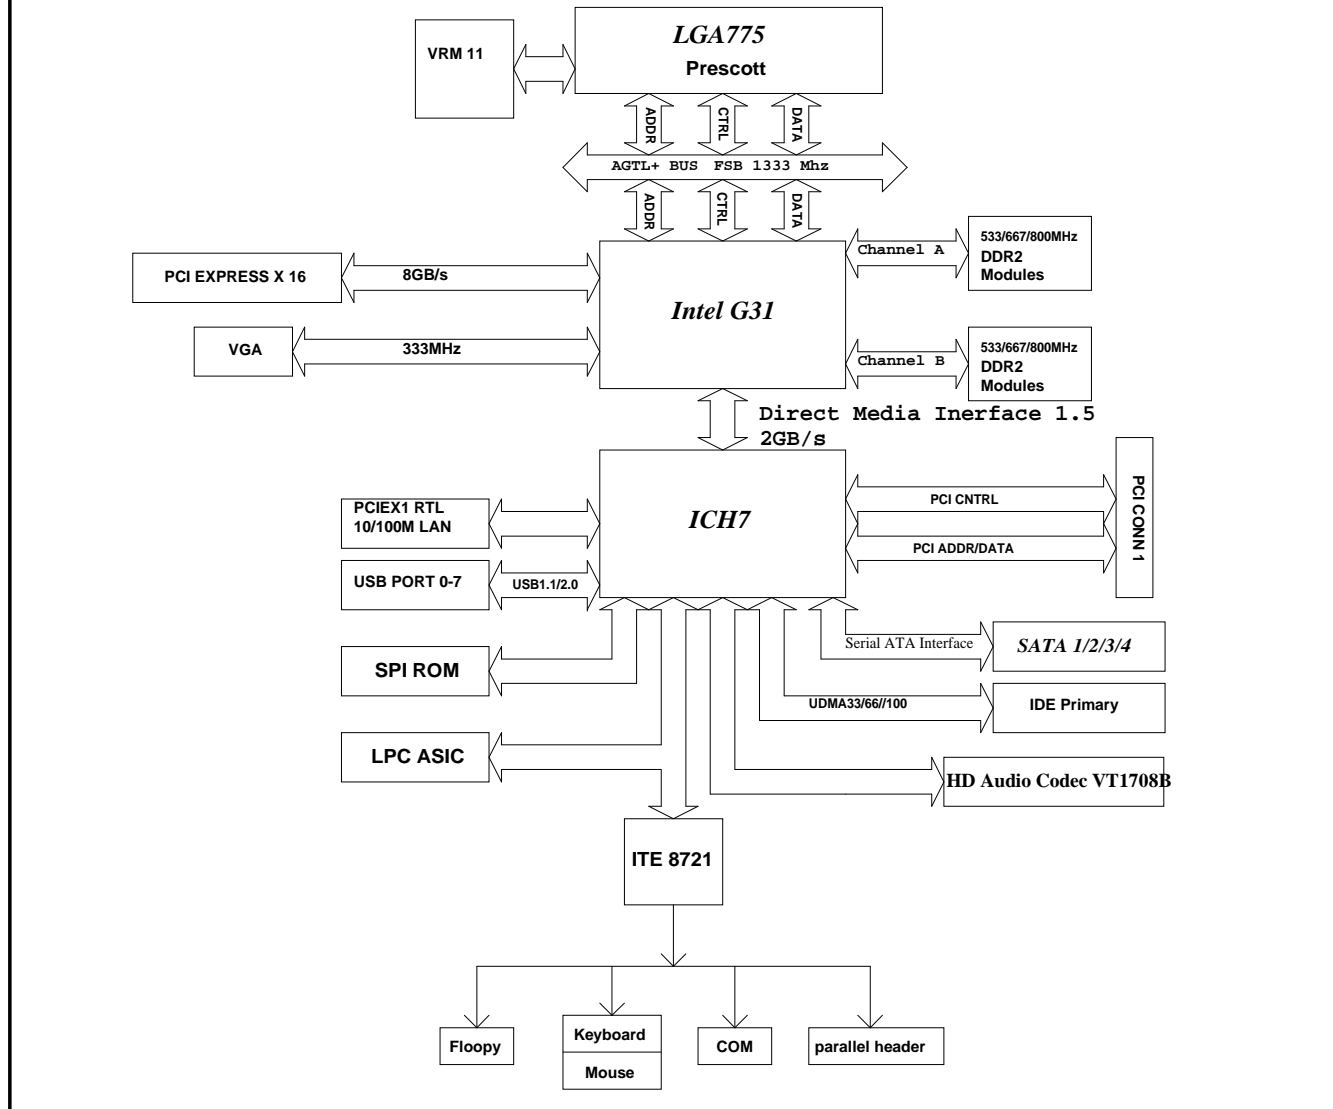 LGA775
Prescott
VRM 11
ADDR
CTRL
DATA
AGTL+ BUS FSB 1333 Mhz
ADDR
CTRL
DATA
533/667/800MHz
DDR2
Modules
Channel A
PCI EXPRESS X 16
8GB/s
Intel G31
VGA
333MHz
Channel B
533/667/800MHz
DDR2
Modules
Direct Media Inerface 1.5
2GB/s
PCIEX1 RTL
10/100M LAN
ICH7
PCI CNTRL
PCI ADDR/DATA
PCI CONN 1
USB PORT 0-7
USB1.1/2.0
Serial ATA Interface
SATA 1/2/3/4
SPI ROM
UDMA33/66//100
IDE Primary
LPC ASIC
HD Audio Codec VT1708B
ITE 8721
Floopy
Keyboard
Mouse
COM
parallel header